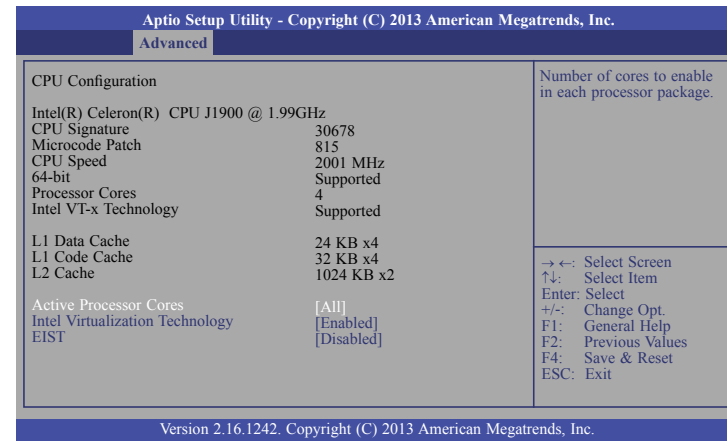 Aptio Setup Utility - Copyright (C) 2013 American Megatrends, Inc.
Advanced
CPU Configuration
Intel(R) Celeron(R) CPU J1900 @ 1.99GHz
CPU Signature 30678
Microcode Patch 815
CPU Speed 2001 MHz
64-bit Supported
Processor Cores 4
Intel VT-x Technology Supported
L1 Data Cache 24 KB x4
L1 Code Cache 32 KB x4
L2 Cache 1024 KB x2
Active Processor Cores [All]
Intel Virtualization Technology [Enabled]
EIST [Disabled]
Number of cores to enable
in each processor package.
→ ←: Select Screen
↑↓: Select Item
Enter: Select
+/-: Change Opt.
F1: General Help
F2: Previous Values
F4: Save & Reset
ESC: Exit
Version 2.16.1242. Copyright (C) 2013 American Megatrends, Inc.